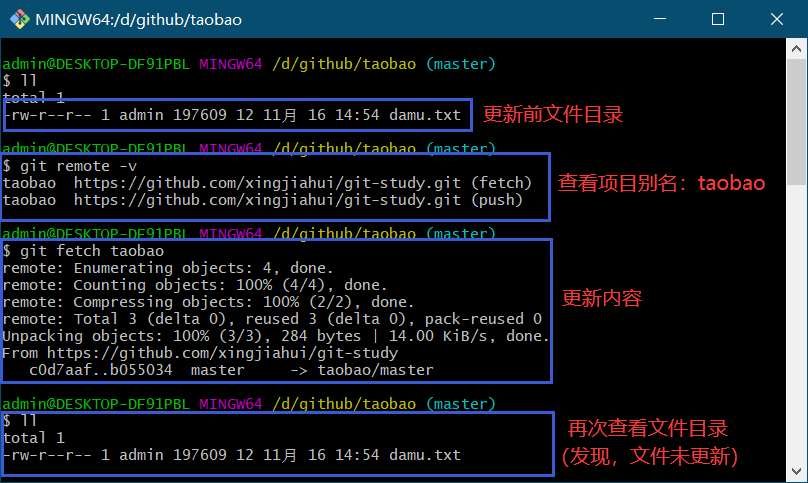 MINGW64:/d/github/taobao
admin@DESKTOP-DF91PBL MINGW64 /d/github/taobao (master)
$ ll
total 1
-rw-r--r-- 1 admin 197609 12 11月 16 14:54 damu.txt
更新前文件目录
admin@DESKTOP-DF91PBL MINGW64 /d/github/taobao (master)
$ git remote -v
taobao  https://github.com/xingjiahui/git-study.git (fetch)
taobao  https://github.com/xingjiahui/git-study.git (push)
查看项目别名：taobao
admin@DESKTOP-DF91PBL MINGW64 /d/github/taobao (master)
$ git fetch taobao
remote: Enumerating objects: 4, done.
remote: Counting objects: 100% (4/4), done.
remote: Compressing objects: 100% (2/2), done.
remote: Total 3 (delta 0), reused 3 (delta 0), pack-reused 0
Unpacking objects: 100% (3/3), 284 bytes | 14.00 KiB/s, done.
From https://github.com/xingjiahui/git-study
   c0d7aaf..b055034  master     -> taobao/master
更新内容
admin@DESKTOP-DF91PBL MINGW64 /d/github/taobao (master)
$ ll
total 1
-rw-r--r-- 1 admin 197609 12 11月 16 14:54 damu.txt
再次查看文件目录
(发现，文件未更新)